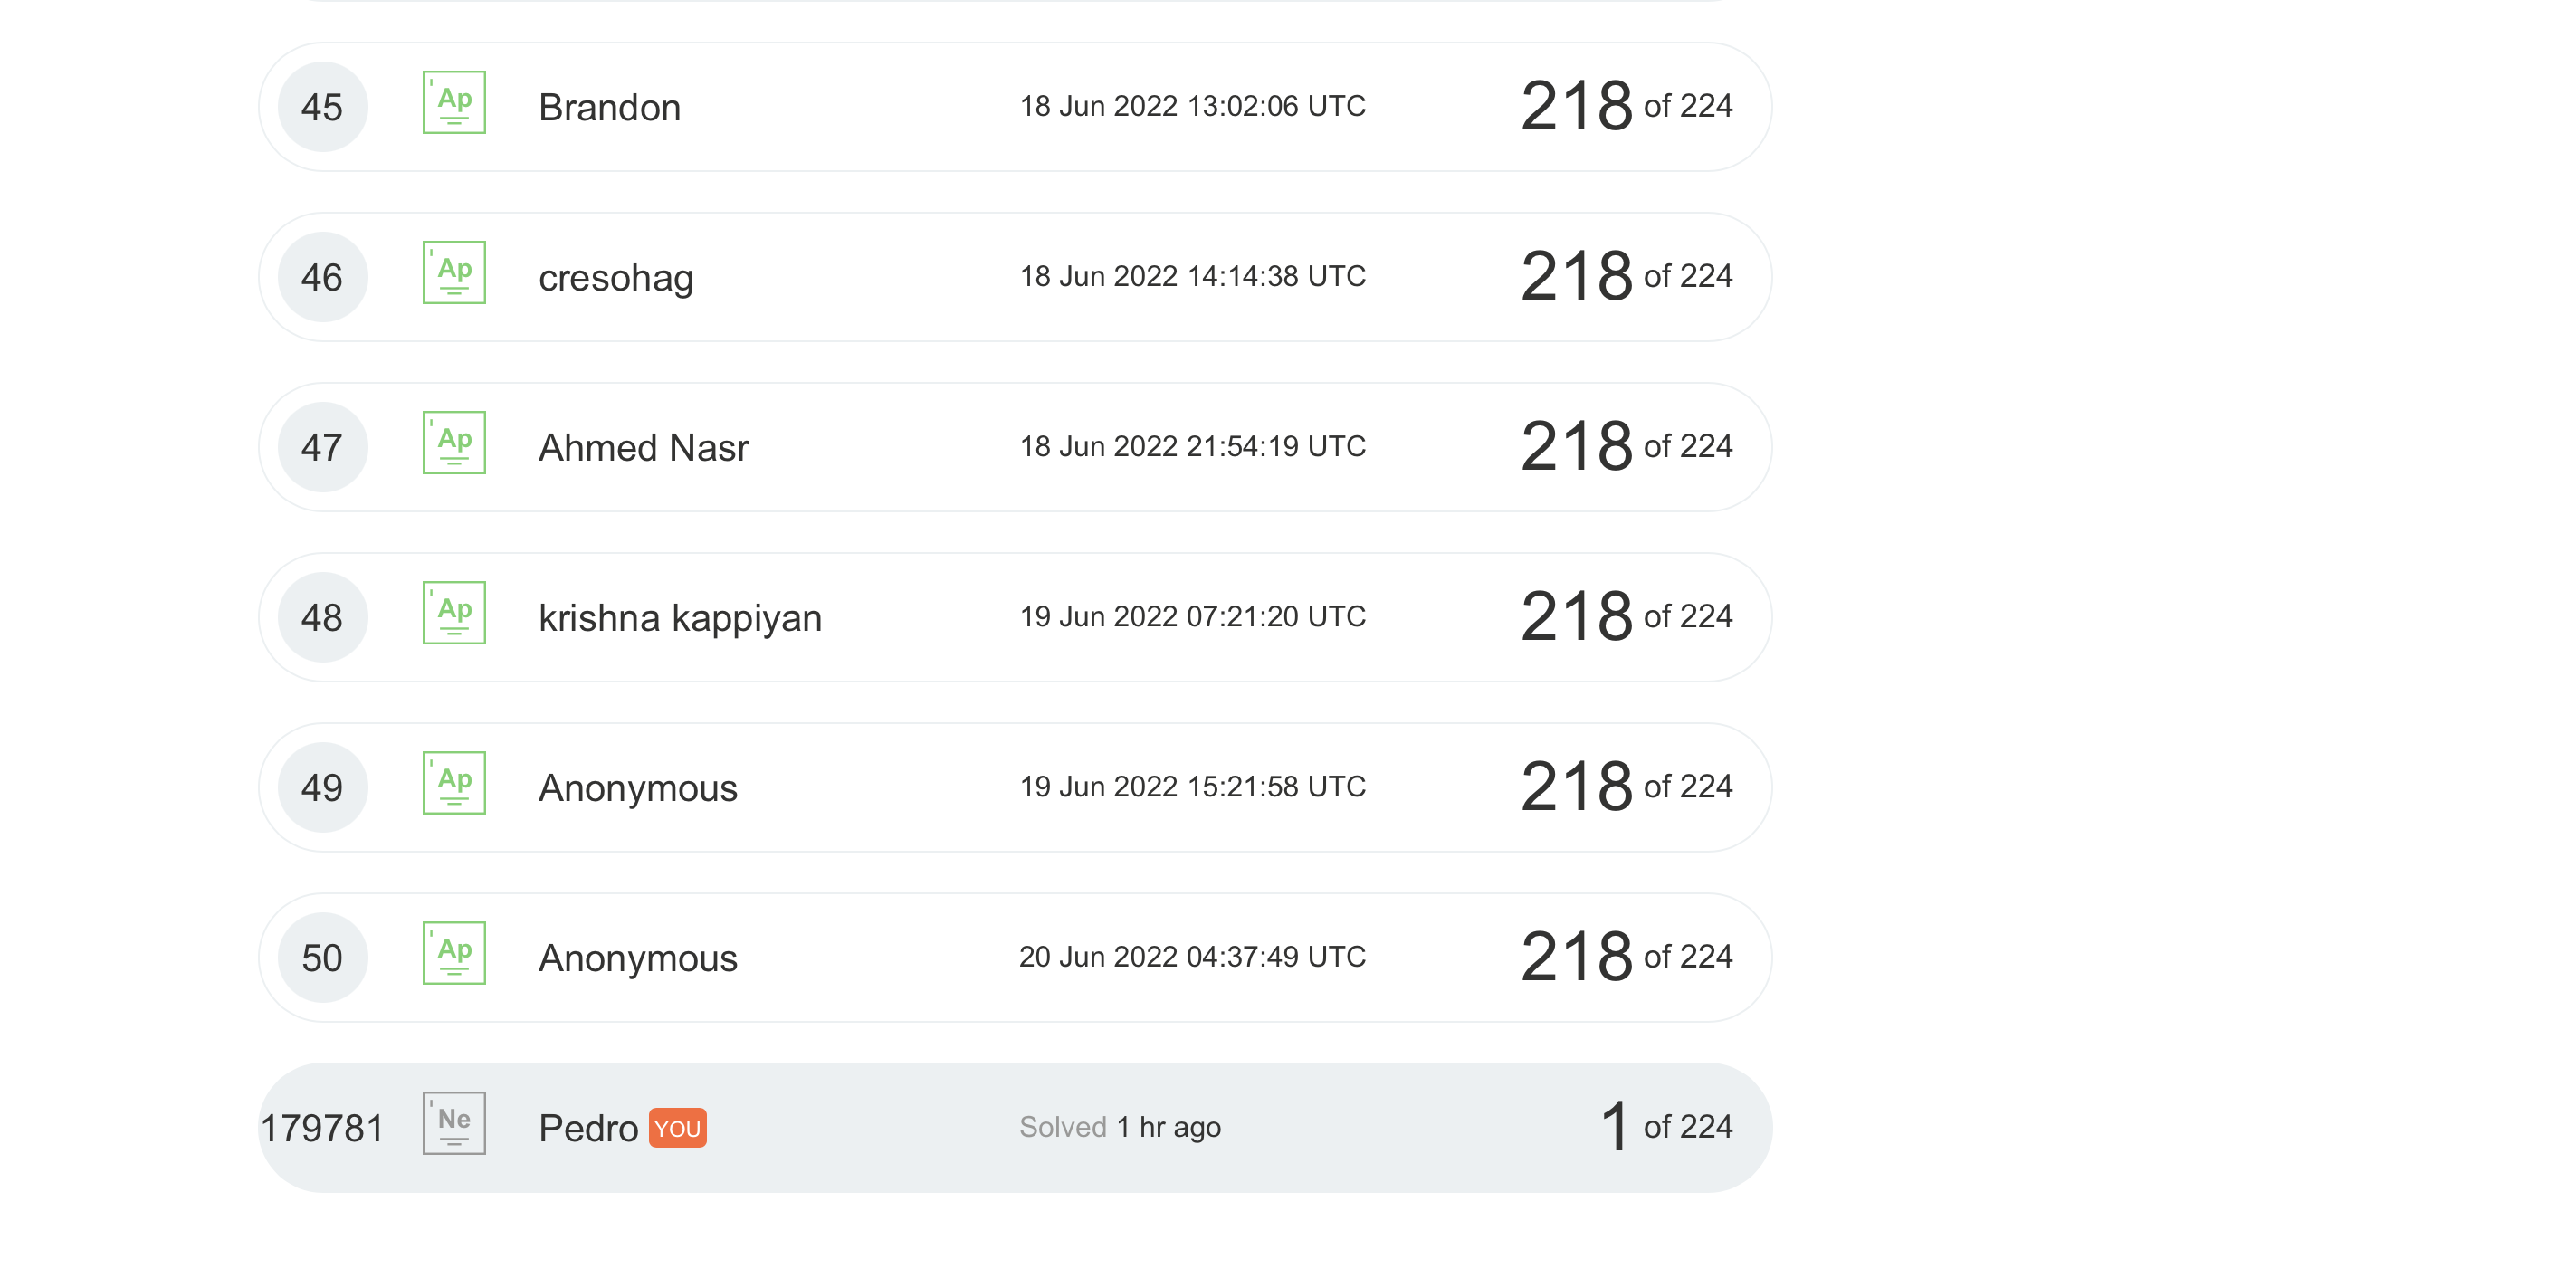 45 Ap Brandon 18 Jun 2022 13:02:06 UTC 218 of 224
46 Ap cresohag 18 Jun 2022 14:14:38 UTC 218 of 224
47 Ap Ahmed Nasr 18 Jun 2022 21:54:19 UTC 218 of 224
48 Ap krishna kappiyan 19 Jun 2022 07:21:20 UTC 218 of 224
49 Ap Anonymous 19 Jun 2022 15:21:58 UTC 218 of 224
50 Ap Anonymous 20 Jun 2022 04:37:49 UTC 218 of 224
179781 Ne Pedro YOU Solved 1 hr ago 1 of 224